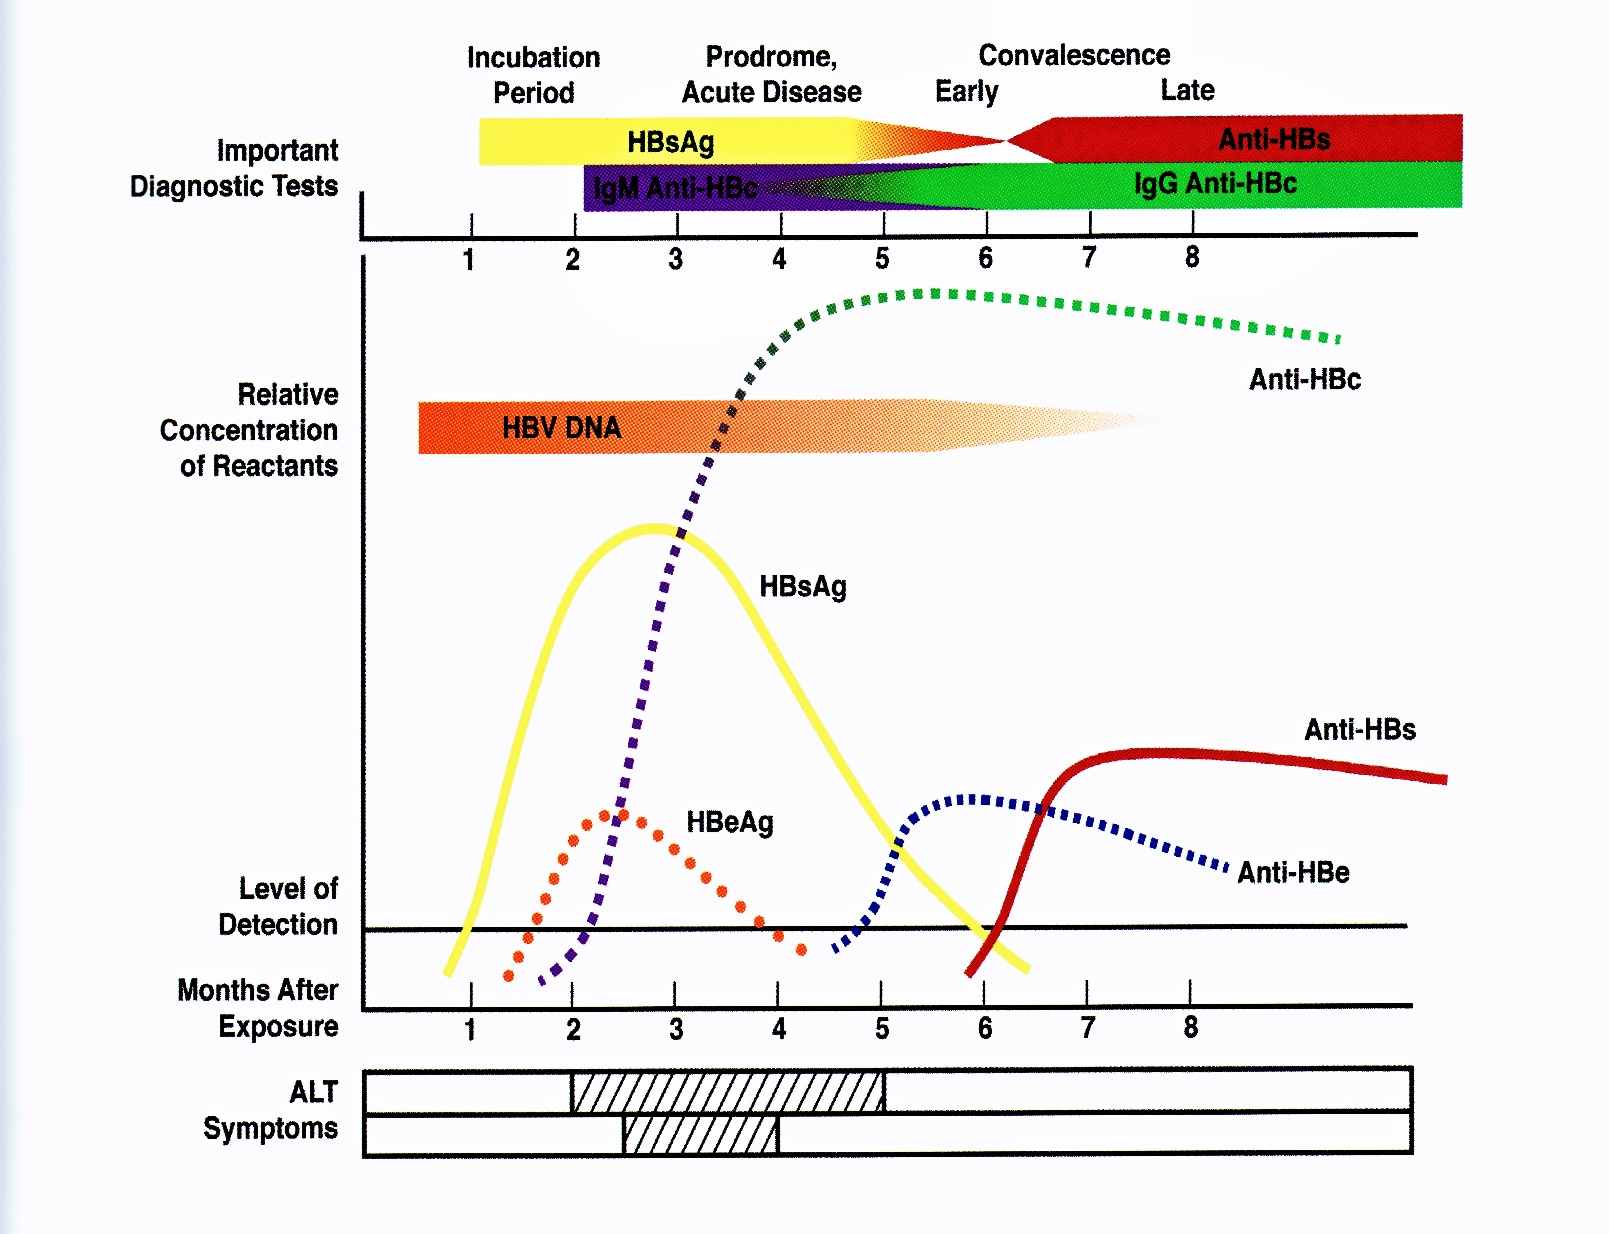 Incubation
Period
Prodrome,
Acute Disease
Convalescence
Early
Late
Important
Diagnostic Tests
HBsAg
Anti-HBs
IgM Anti-HBc
IgG Anti-HBc
1 2 3 4 5 6 7 8
Anti-HBc
Relative
Concentration
of Reactants
HBV DNA
HBsAg
Anti-HBs
HBeAg
Anti-HBe
Level of
Detection
Months After
Exposure
1 2 3 4 5 6 7 8
ALT
Symptoms